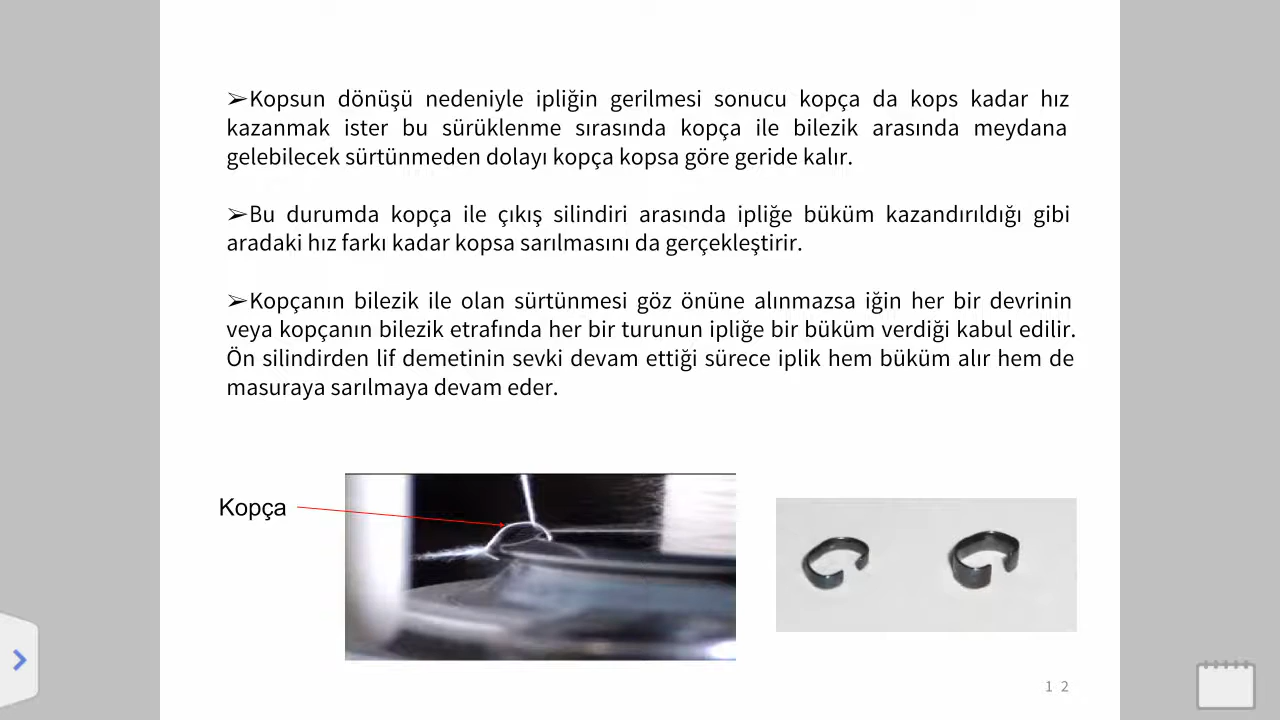 ➢Kopsun dönüşü nedeniyle ipliğin gerilmesi sonucu kopça da kops kadar hız
kazanmak ister bu sürüklenme sırasında kopça ile bilezik arasında meydana
gelebilecek sürtünmeden dolayı kopça kopsa göre geride kalır.
➢Bu durumda kopça ile çıkış silindiri arasında ipliğe büküm kazandırıldığı gibi
aradaki hız farkı kadar kopsa sarılmasını da gerçekleştirir.
➢Kopçanın bilezik ile olan sürtünmesi göz önüne alınmazsa iğin her bir devrinin
veya kopçanın bilezik etrafında her bir turunun ipliğe bir büküm verdiği kabul edilir.
Ön silindirden lif demetinin sevki devam ettiği sürece iplik hem büküm alır hem de
masuraya sarılmaya devam eder.
Kopça
12